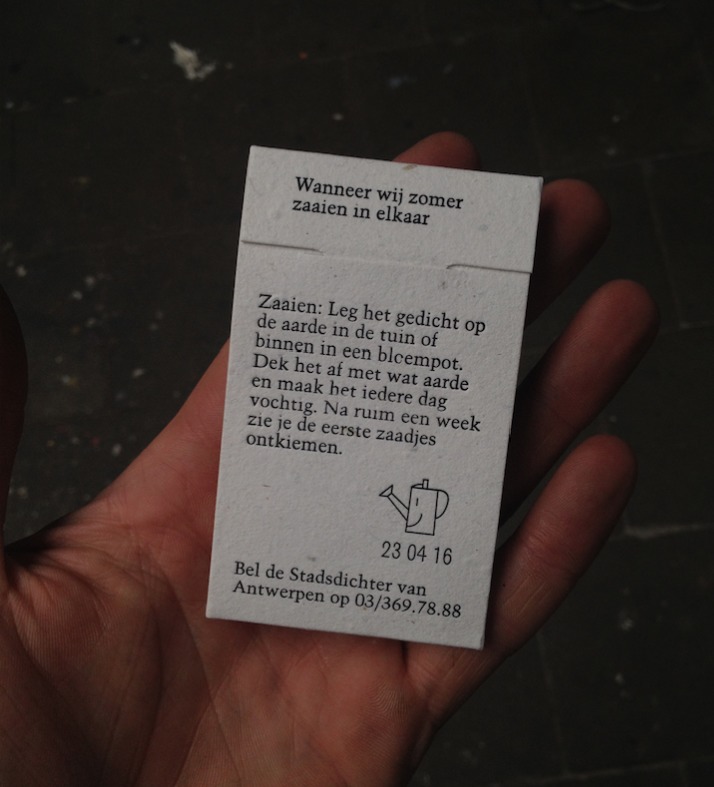 Wanneer wij zomer
zaaien in elkaar
Zaaien: Leg het gedicht op
de aarde in de tuin of
binnen in een bloempot.
Dek het af met wat aarde
en maak het iedere dag
vochtig. Na ruim een week
zie je de eerste zaadjes
ontkiemen.
23 04 16
Bel de Stadsdichter van
Antwerpen op 03/369.78.88